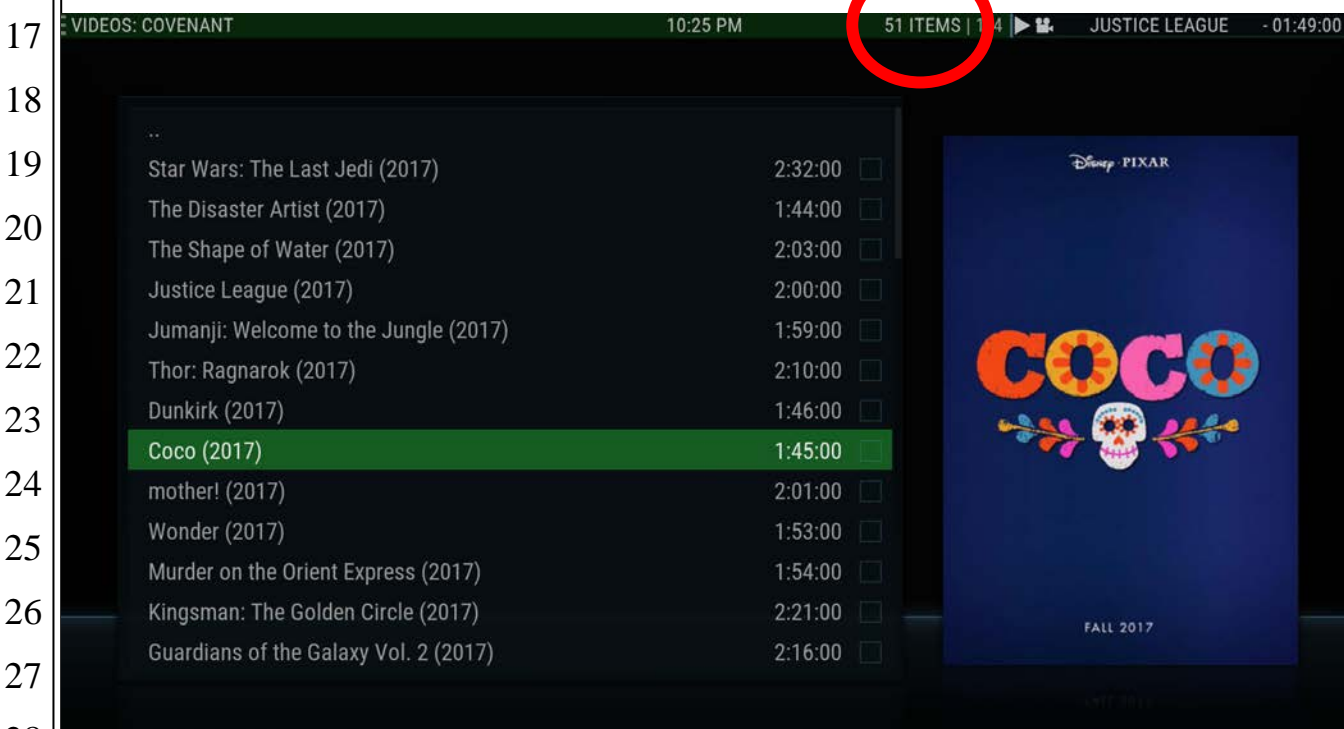 17
VIDEOS: COVENANT 10:25 PM 51 ITEMS | JUSTICE LEAGUE - 01:49:00
18
..
19 Star Wars: The Last Jedi (2017) 2:32:00 Disney · PIXAR
20 The Disaster Artist (2017) 1:44:00
The Shape of Water (2017) 2:03:00
21 Justice League (2017) 2:00:00
Jumanji: Welcome to the Jungle (2017) 1:59:00
22 Thor: Ragnarok (2017) 2:10:00 COCO
23 Dunkirk (2017) 1:46:00
Coco (2017) 1:45:00
24 mother! (2017) 2:01:00
25 Wonder (2017) 1:53:00
Murder on the Orient Express (2017) 1:54:00
26 Kingsman: The Golden Circle (2017) 2:21:00 FALL 2017
27 Guardians of the Galaxy Vol. 2 (2017) 2:16:00